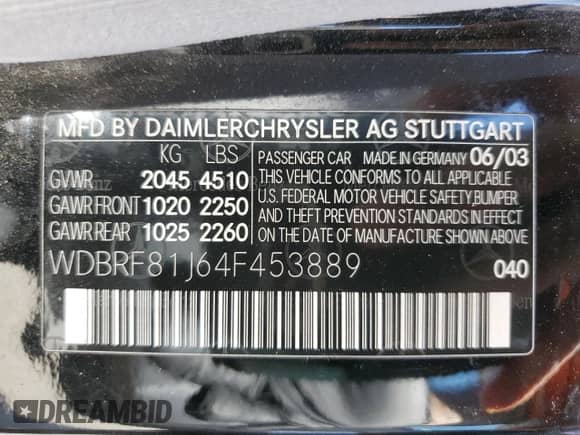 MFD BY DAIMLERCHRYSLER AG STUTTGART
KG LBS
GVWR 2045 4510
GAWR FRONT 1020 2250
GAWR REAR 1025 2260
PASSENGER CAR MADE IN GERMANY 06/03
THIS VEHICLE CONFORMS TO ALL APPLICABLE
U.S. FEDERAL MOTOR VEHICLE SAFETY,BUMPER
AND THEFT PREVENTION STANDARDS IN EFFECT
ON THE DATE OF MANUFACTURE SHOWN ABOVE.
WDBRF81J64F453889 040
DREAMBID